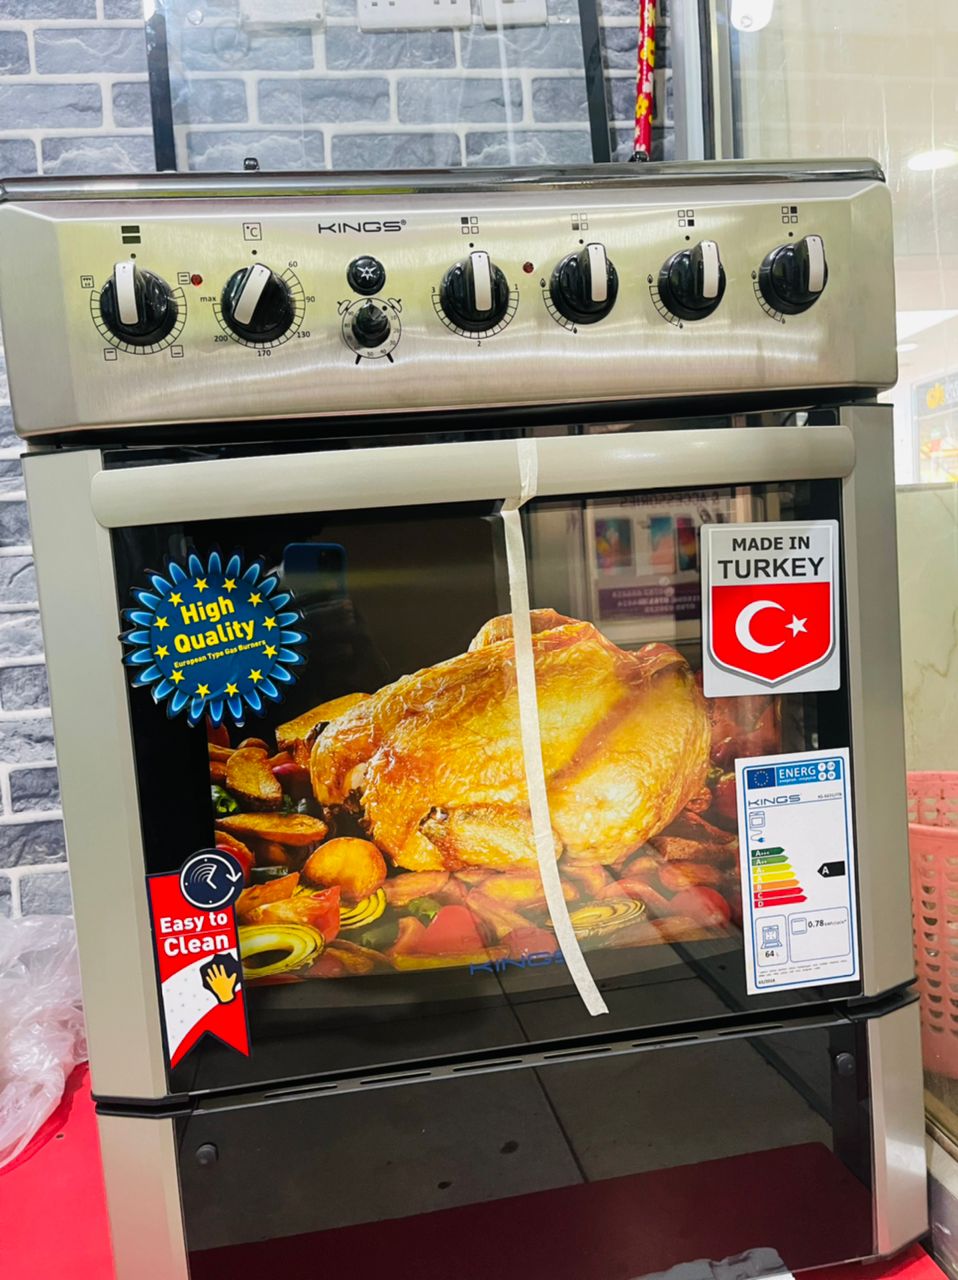 KINGS®
°C
60
max
90
200
130
170
3
1
2
High
Quality
European Type Gas Burners
MADE IN
TURKEY
ENERG
KINGS
A+++
A++
A+
A
B
C
D
A
0.78
64 L
Easy to
Clean
KINGS